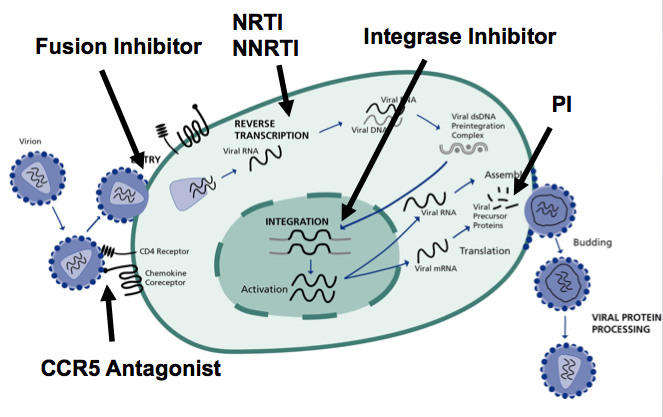 NRTI
NNRTI
Fusion Inhibitor
Integrase Inhibitor
PI
Virion
REVERSE
TRANSCRIPTION
Viral RNA
Viral DNA
Viral dsDNA
Preintegration
Complex
Viral RNA
CD4 Receptor
Chemokine
Coreceptor
INTEGRATION
Activation
Viral RNA
Viral
Precursor
Proteins
Translation
Viral mRNA
Budding
VIRAL PROTEIN
PROCESSING
CCR5 Antagonist